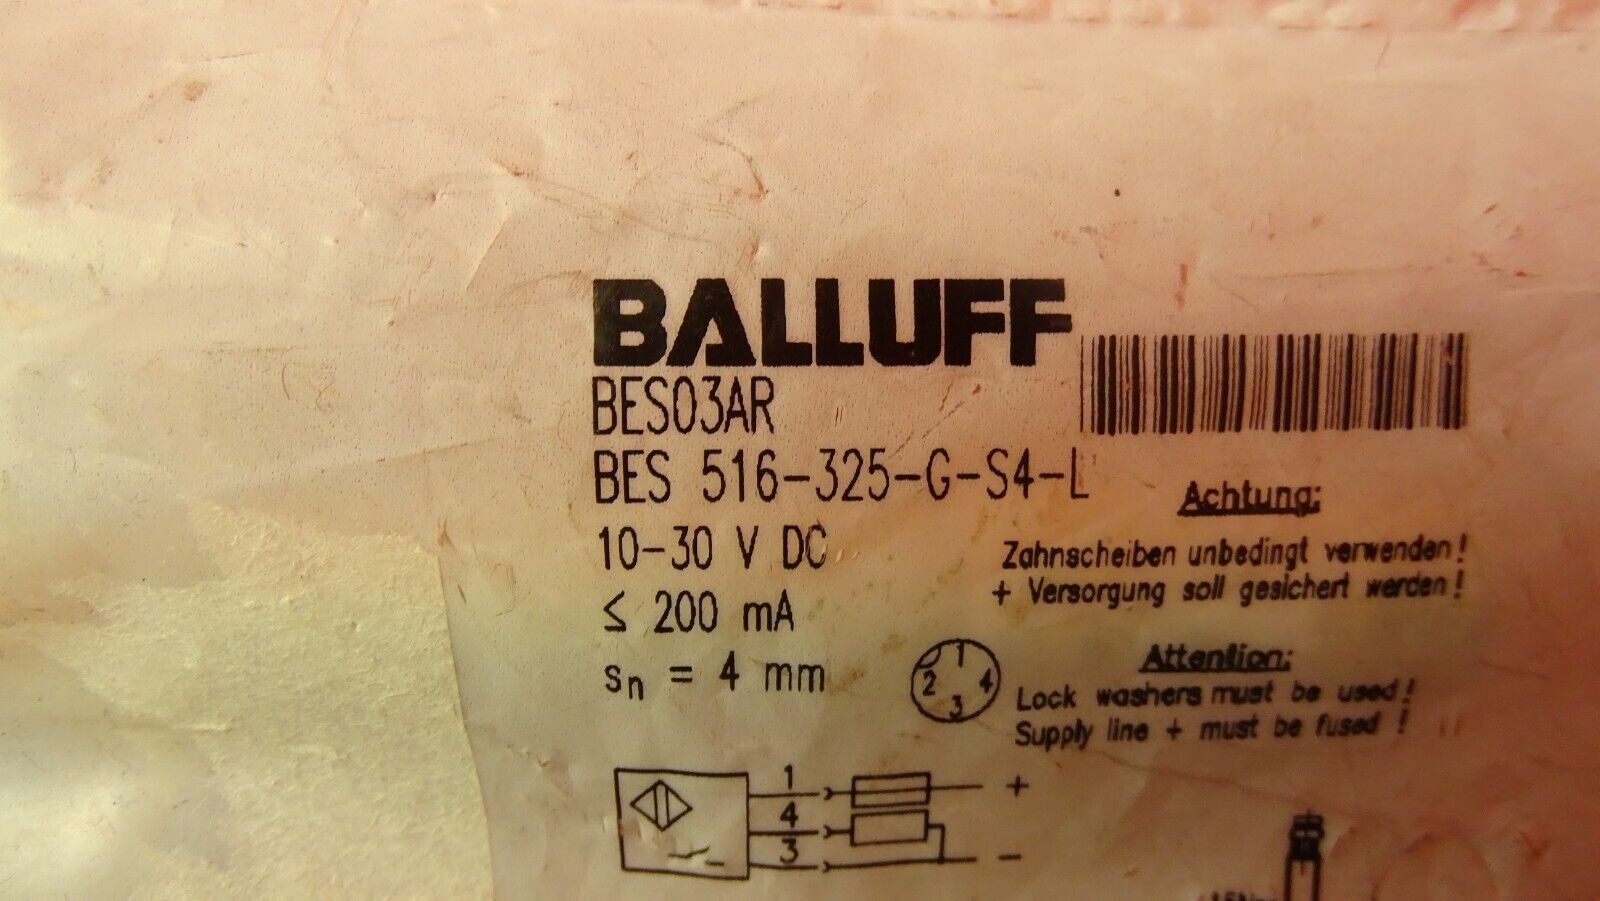 BALLUFF
BES03AR
BES 516-325-G-S4-L
10-30 V DC
≤ 200 mA
sn = 4 mm
Achtung:
Zahnscheiben unbedingt verwenden!
+ Versorgung soll gesichert werden!
Attention:
Lock washers must be used!
Supply line + must be fused !
1
2 4
3
1 +
4
3 –